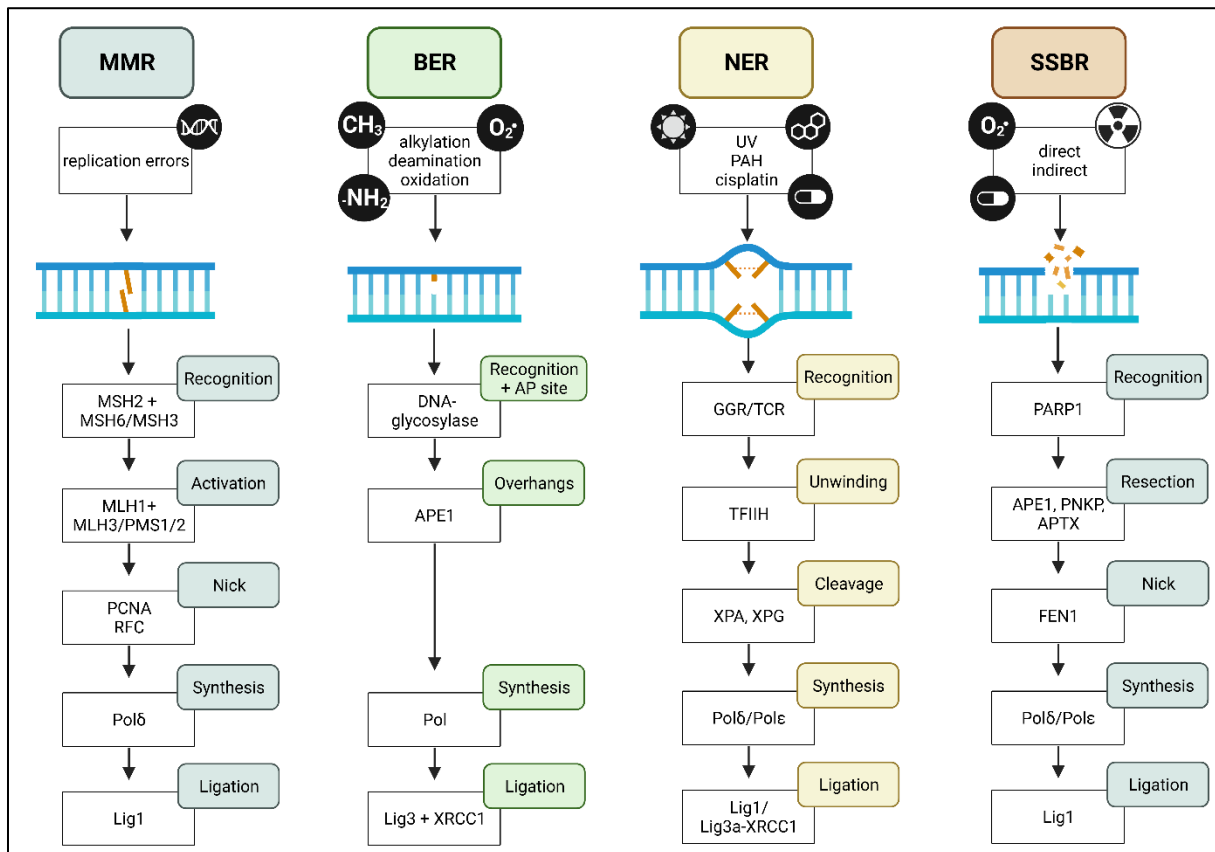 MMR
replication errors
Recognition
MSH2 +
MSH6/MSH3
Activation
MLH1+
MLH3/PMS1/2
Nick
PCNA
RFC
Synthesis
Polδ
Ligation
Lig1
BER
CH₃
O₂•
alkylation
deamination
oxidation
-NH₂
Recognition
+ AP site
DNA-
glycosylase
Overhangs
APE1
Synthesis
Pol
Ligation
Lig3 + XRCC1
NER
UV
PAH
cisplatin
Recognition
GGR/TCR
Unwinding
TFIIH
Cleavage
XPA, XPG
Synthesis
Polδ/Polε
Ligation
Lig1/
Lig3a-XRCC1
SSBR
O₂•
direct
indirect
Recognition
PARP1
Resection
APE1, PNKP,
APTX
Nick
FEN1
Synthesis
Polδ/Polε
Ligation
Lig1